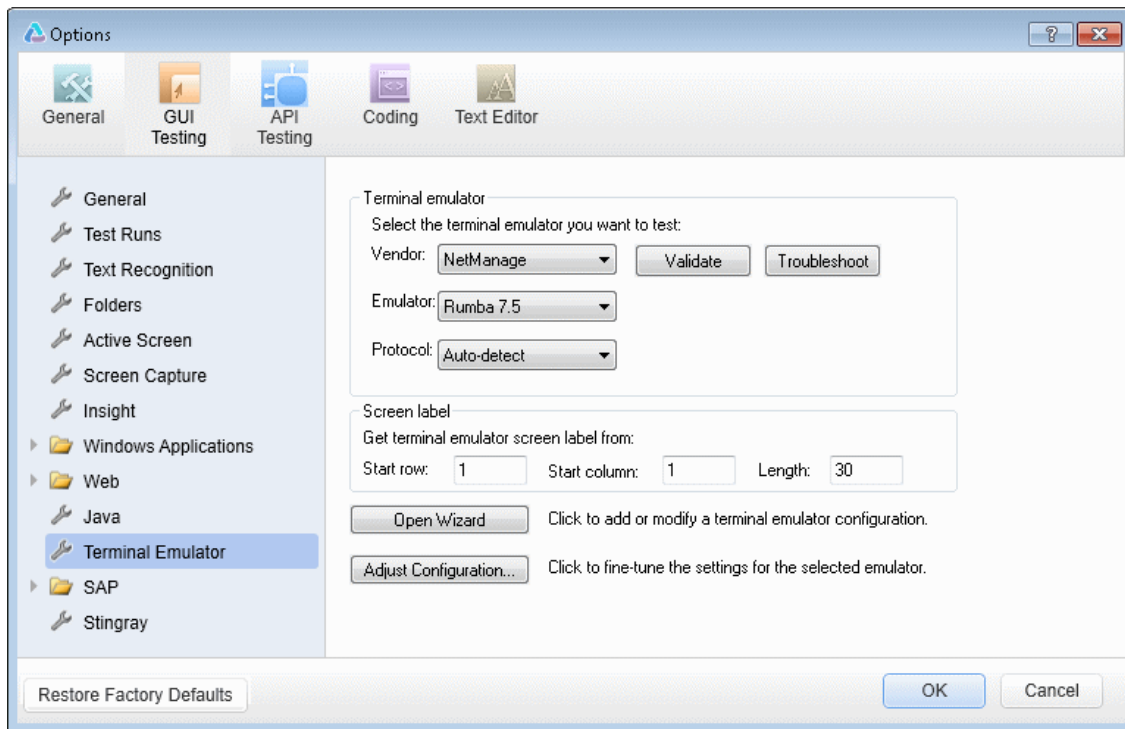 Options
General
GUI
Testing
API
Testing
Coding
Text Editor
General
Test Runs
Text Recognition
Folders
Active Screen
Screen Capture
Insight
Windows Applications
Web
Java
Terminal Emulator
SAP
Stingray
Terminal emulator
Select the terminal emulator you want to test:
Vendor: NetManage Validate Troubleshoot
Emulator: Rumba 7.5
Protocol: Auto-detect
Screen label
Get terminal emulator screen label from:
Start row: 1 Start column: 1 Length: 30
Open Wizard Click to add or modify a terminal emulator configuration.
Adjust Configuration... Click to fine-tune the settings for the selected emulator.
Restore Factory Defaults OK Cancel